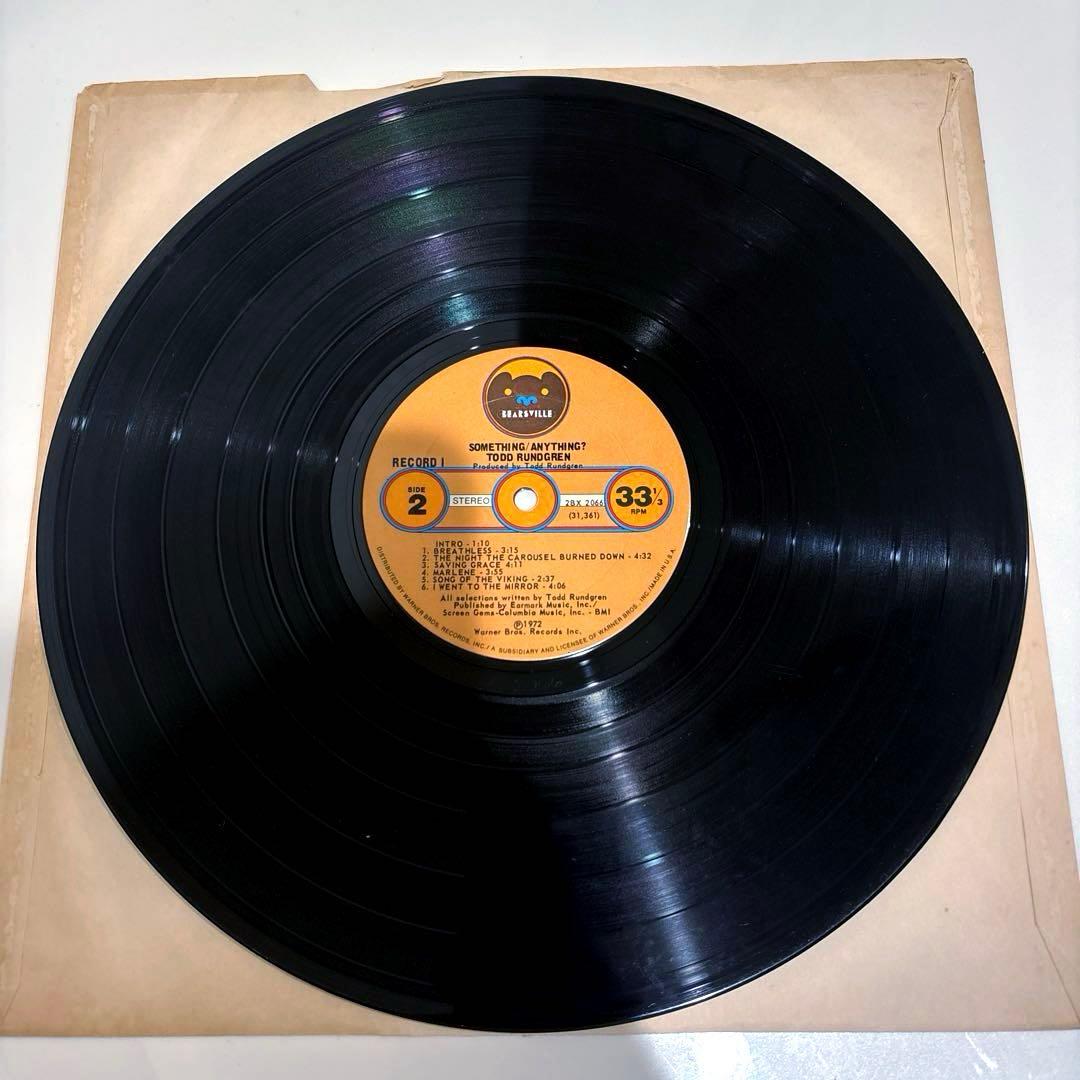 BEARSVILLE
SOMETHING/ANYTHING?
TODD RUNDGREN
Produced by Todd Rundgren
RECORD I
SIDE
2
STEREO
2BX 2066
(31,361)
33 1/3
RPM
INTRO - 1:10
1. BREATHLESS - 3:15
2. THE NIGHT THE CAROUSEL BURNED DOWN - 4:32
3. SAVING GRACE 4:11
4. MARLENE - 3:55
5. SONG OF THE VIKING - 2:37
6. I WENT TO THE MIRROR - 4:06
All selections written by Todd Rundgren
Published by Earmark Music, Inc./
Screen Gems-Columbia Music, Inc. - BMI
℗1972
Warner Bros. Records Inc.
DISTRIBUTED BY WARNER BROS. RECORDS, INC./A SUBSIDIARY AND LICENSEE OF WARNER BROS. INC./MADE IN U.S.A.